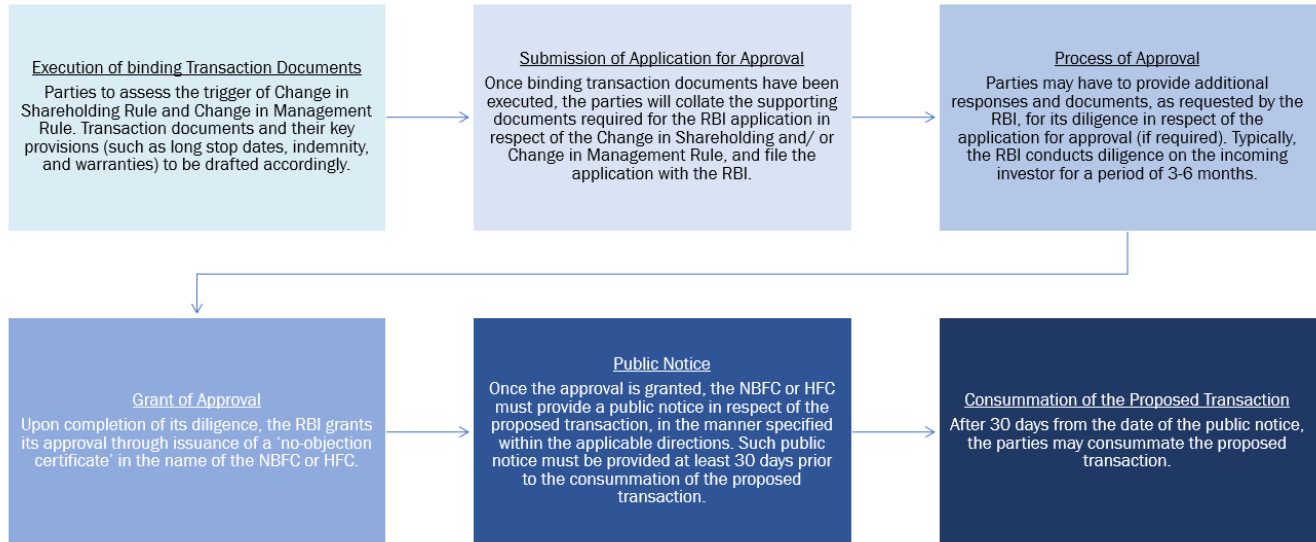 Execution of binding Transaction Documents
Parties to assess the trigger of Change in
Shareholding Rule and Change in Management
Rule. Transaction documents and their key
provisions (such as long stop dates, indemnity,
and warranties) to be drafted accordingly.
Submission of Application for Approval
Once binding transaction documents have been
executed, the parties will collate the supporting
documents required for the RBI application in
respect of the Change in Shareholding and/ or
Change in Management Rule, and file the
application with the RBI.
Process of Approval
Parties may have to provide additional
responses and documents, as requested by the
RBI, for its diligence in respect of the
application for approval (if required). Typically,
the RBI conducts diligence on the incoming
investor for a period of 3-6 months.
Grant of Approval
Upon completion of its diligence, the RBI grants
its approval through issuance of a ‘no-objection
certificate’ in the name of the NBFC or HFC.
Public Notice
Once the approval is granted, the NBFC or HFC
must provide a public notice in respect of the
proposed transaction, in the manner specified
within the applicable directions. Such public
notice must be provided at least 30 days prior
to the consummation of the proposed
transaction.
Consummation of the Proposed Transaction
After 30 days from the date of the public notice,
the parties may consummate the proposed
transaction.